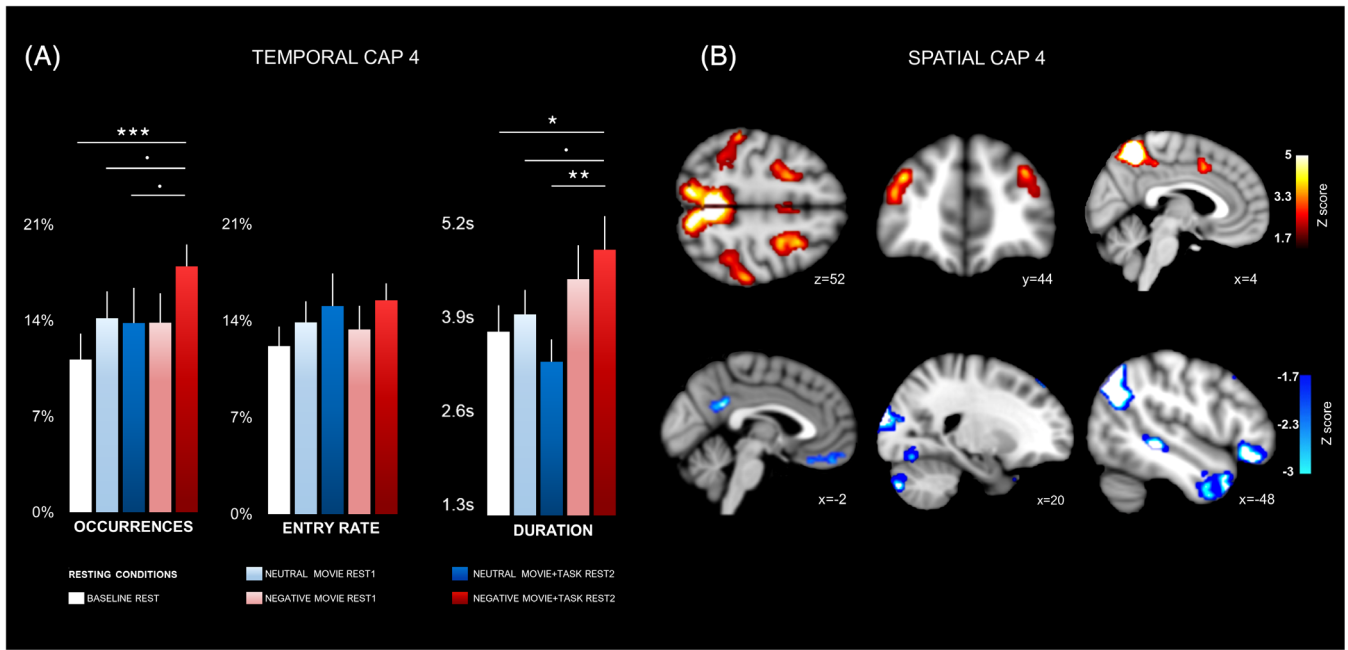 (A)
TEMPORAL CAP 4
***
.
.
21%
14%
7%
0%
OCCURRENCES
21%
14%
7%
0%
ENTRY RATE
*
.
**
5.2s
3.9s
2.6s
1.3s
DURATION
RESTING CONDITIONS
BASELINE REST
NEUTRAL MOVIE REST1
NEGATIVE MOVIE REST1
NEUTRAL MOVIE+TASK REST2
NEGATIVE MOVIE+TASK REST2
(B)
SPATIAL CAP 4
z=52
y=44
x=4
5
3.3
1.7
Z score
x=-2
x=20
x=-48
-1.7
-2.3
-3
Z score